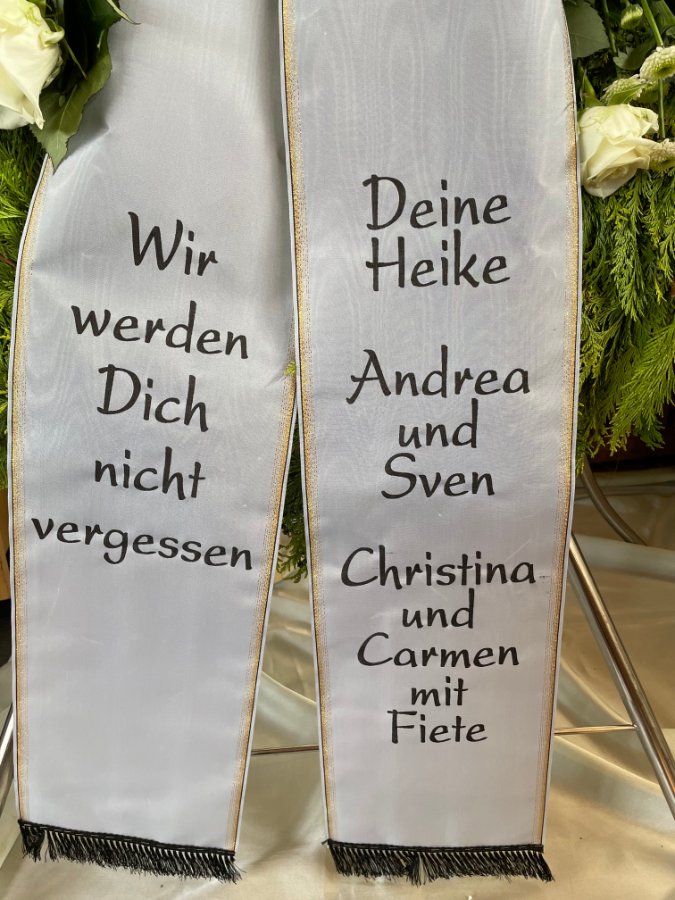 Wir
werden
Dich
nicht
vergessen
Deine
Heike
Andrea
und
Sven
Christina
und
Carmen
mit
Fiete